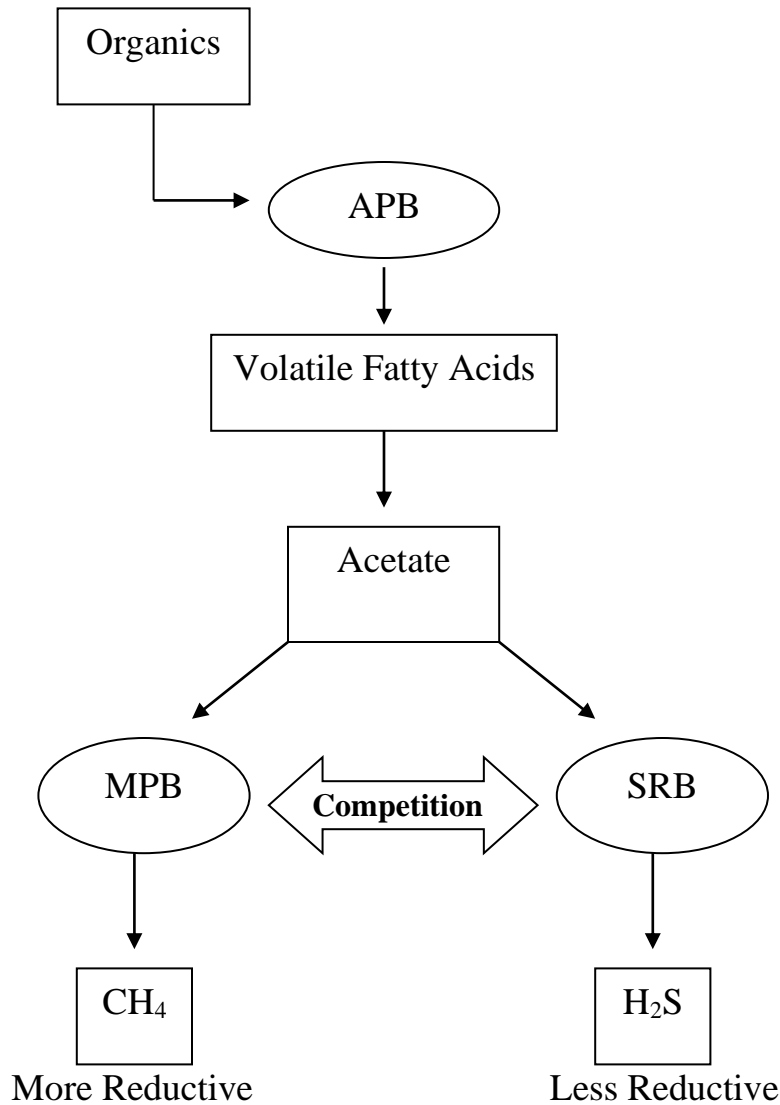 Organics
APB
Volatile Fatty Acids
Acetate
MPB
Competition
SRB
CH₄
H₂S
More Reductive
Less Reductive